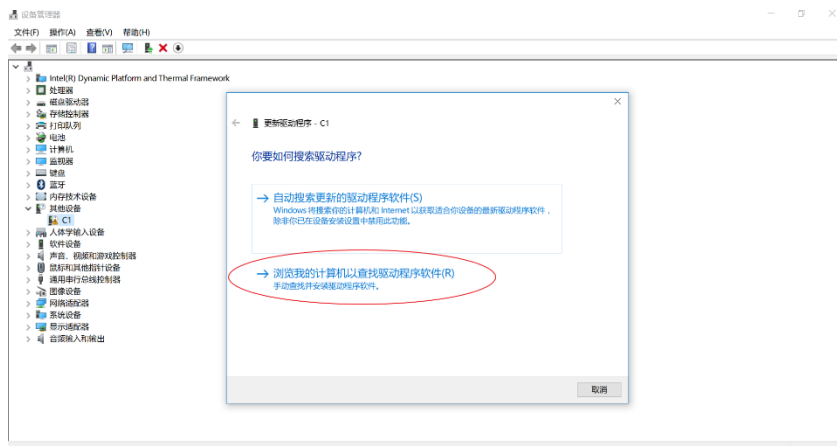 设备管理器
文件(F) 操作(A) 查看(V) 帮助(H)
Intel(R) Dynamic Platform and Thermal Framework
处理器
磁盘驱动器
存储控制器
打印队列
电池
计算机
监视器
键盘
蓝牙
内存技术设备
其他设备
C1
人体学输入设备
软件设备
声音、视频和游戏控制器
鼠标和其他指针设备
通用串行总线控制器
图像设备
网络适配器
系统设备
显示适配器
音频输入和输出
更新驱动程序 - C1
你要如何搜索驱动程序?
自动搜索更新的驱动程序软件(S)
Windows 将搜索你的计算机和 Internet 以获取适合你设备的最新驱动程序软件,
除非你已在设备安装设置中禁用此功能。
浏览我的计算机以查找驱动程序软件(R)
手动查找并安装驱动程序软件。
取消